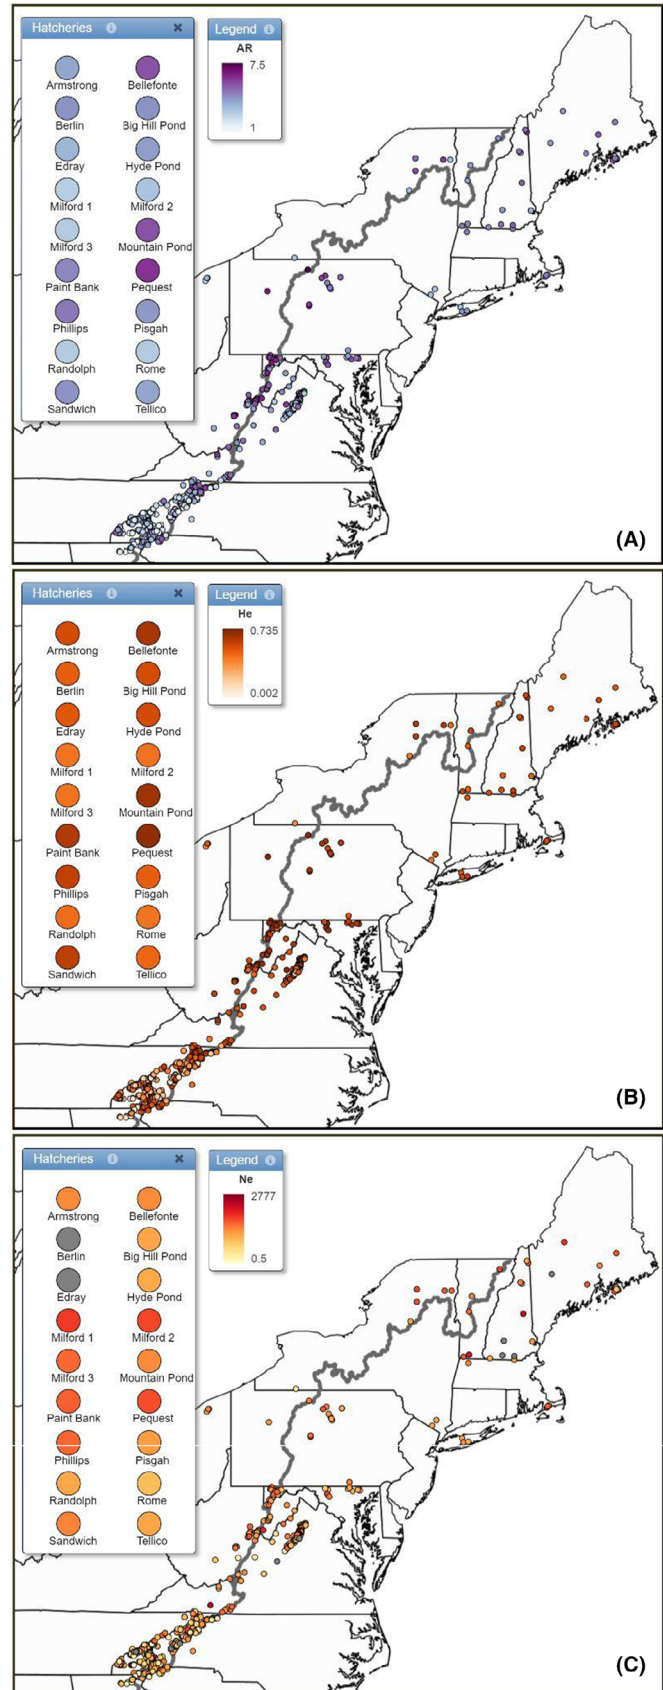 Hatcheries
Legend
AR
7.5
1
Armstrong Bellefonte
Berlin Big Hill Pond
Edray Hyde Pond
Milford 1 Milford 2
Milford 3 Mountain Pond
Paint Bank Pequest
Phillips Pisgah
Randolph Rome
Sandwich Tellico
(A)
Hatcheries
Legend
He
0.735
0.002
Armstrong Bellefonte
Berlin Big Hill Pond
Edray Hyde Pond
Milford 1 Milford 2
Milford 3 Mountain Pond
Paint Bank Pequest
Phillips Pisgah
Randolph Rome
Sandwich Tellico
(B)
Hatcheries
Legend
Ne
2777
0.5
Armstrong Bellefonte
Berlin Big Hill Pond
Edray Hyde Pond
Milford 1 Milford 2
Milford 3 Mountain Pond
Paint Bank Pequest
Phillips Pisgah
Randolph Rome
Sandwich Tellico
(C)